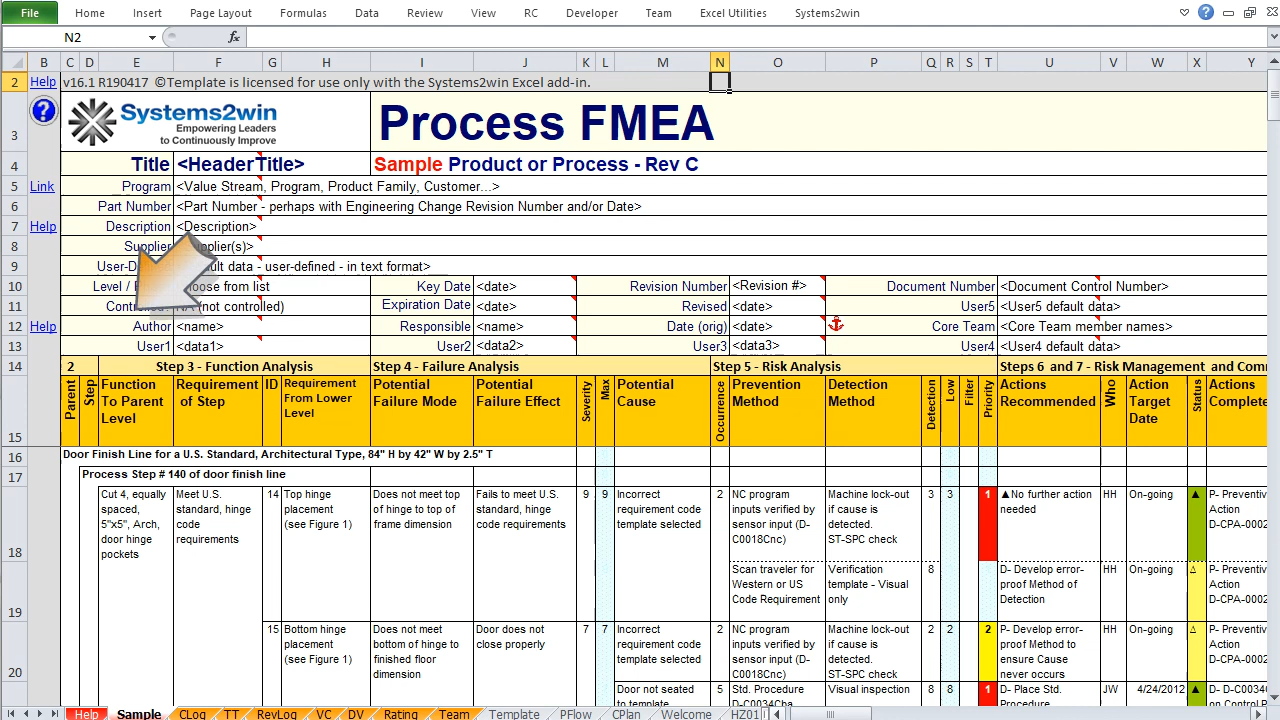 File Home Insert Page Layout Formulas Data Review View RC Developer Team Excel Utilities Systems2win
N2 fx
B C D E F G H I J K L M N O P Q R S T U V W X Y
2 Help v16.1 R190417 ©Template is licensed for use only with the Systems2win Excel add-in.
3 ? Systems2win Process FMEA
Empowering Leaders
to Continuously Improve
4 Title <HeaderTitle> Sample Product or Process - Rev C
5 Link Program <Value Stream, Program, Product Family, Customer...>
6 Part Number <Part Number - perhaps with Engineering Change Revision Number and/or Date>
7 Help Description <Description>
8 Supplier
9 data - user-defined - in text format>
10 Level / from list Key Date <date> Revision Number <Revision #> Document Number <Document Control Number>
11 (not controlled) Expiration Date <date> Revised <date> User5 <User5 default data>
12 Help Author <name> Responsible <name> Date (orig) <date> Core Team <Core Team member names>
13 User1 <data1> User2 <data2> User3 <data3> User4 <User4 default data>
14 2 Step 3 - Function Analysis Step 4 - Failure Analysis Step 5 - Risk Analysis Steps 6 and 7 - Risk Management and
15 Parent Step Function To Parent Level Requirement of Step ID Requirement From Lower Level Potential Failure Mode Potential Failure Effect Severity Max Potential Cause Occurrence Prevention Method Detection Method Detection Low Filter Priority Actions Recommended Who Action Target Date Status Actions
16 Door Finish Line for a U.S. Standard, Architectural Type, 84" H by 42" W by 2.5" T
17 Process Step # 140 of door finish line
18 Cut 4, equally spaced, 5"x5", Arch, door hinge pockets Meet U.S. standard, hinge code requirements 14 Top hinge placement (see Figure 1) Does not meet top of hinge to top of frame dimension Fails to meet U.S. standard, hinge code requirements 9 9 Incorrect requirement code template selected 2 NC program inputs verified by sensor input (D-C0018Cnc) Machine lock-out if cause is detected. ST-SPC check 3 3 1 ▲No further action needed HH On-going ▲ P- Action D-CPA-0002
19 Scan traveler for Western or US Code Requirement Verification template - Visual only 8 D- Develop error-proof Method of Detection HH On-going Δ P- Action D-CPA-0002
20 15 Bottom hinge placement (see Figure 1) Does not meet bottom of hinge to finished floor dimension Door does not close properly 7 7 Incorrect requirement code template selected 2 NC program inputs verified by sensor input (D-C0018Cnc) Machine lock-out if cause is detected. ST-SPC check 2 2 2 P- Develop error-proof Method to ensure Cause never occurs HH On-going Δ P- Action D-CPA-0002
Door not seated to template 5 Std. Procedure Visual inspection 8 8 1 D- Place Std. JW 4/24/2012 ▲ D- D-C0034
Help Sample CLog TT RevLog VC DV Rating Team Template PFlow CPlan Welcome HZ01